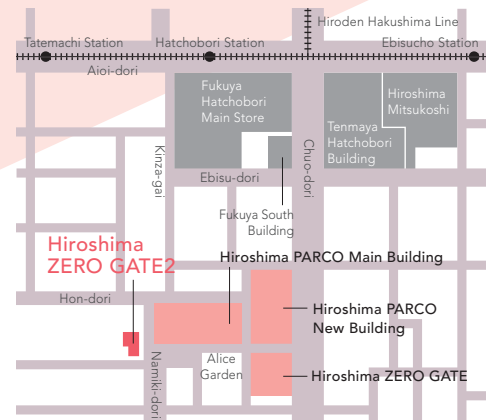 Hiroden Hakushima Line
Tatemachi Station
Hatchobori Station
Ebisucho Station
Aioi-dori
Fukuya
Hatchobori
Main Store
Hiroshima
Mitsukoshi
Tenmaya
Hatchobori
Building
Kinza-gai
Chuo-dori
Ebisu-dori
Fukuya South
Building
Hiroshima
ZERO GATE2
Hiroshima PARCO Main Building
Hon-dori
Hiroshima PARCO
New Building
Namiki-dori
Alice
Garden
Hiroshima ZERO GATE